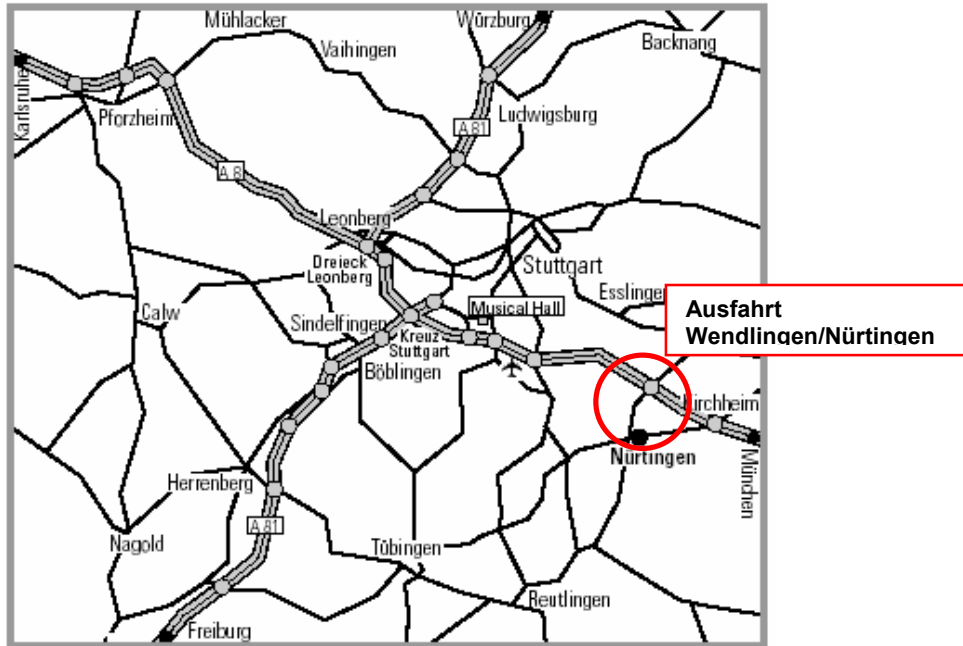 Mühlacker
Würzburg
Vaihingen
Backnang
Karlsruhe
Pforzheim
Ludwigsburg
A 81
A 8
Leonberg
Dreieck
Leonberg
Stuttgart
Esslingen
Ausfahrt
Wendlingen/Nürtingen
Calw
Musical Hall
Sindelfingen
Kreuz
Stuttgart
Böblingen
Kirchheim
Nürtingen
München
Herrenberg
A 81
Nagold
Tübingen
Reutlingen
Freiburg